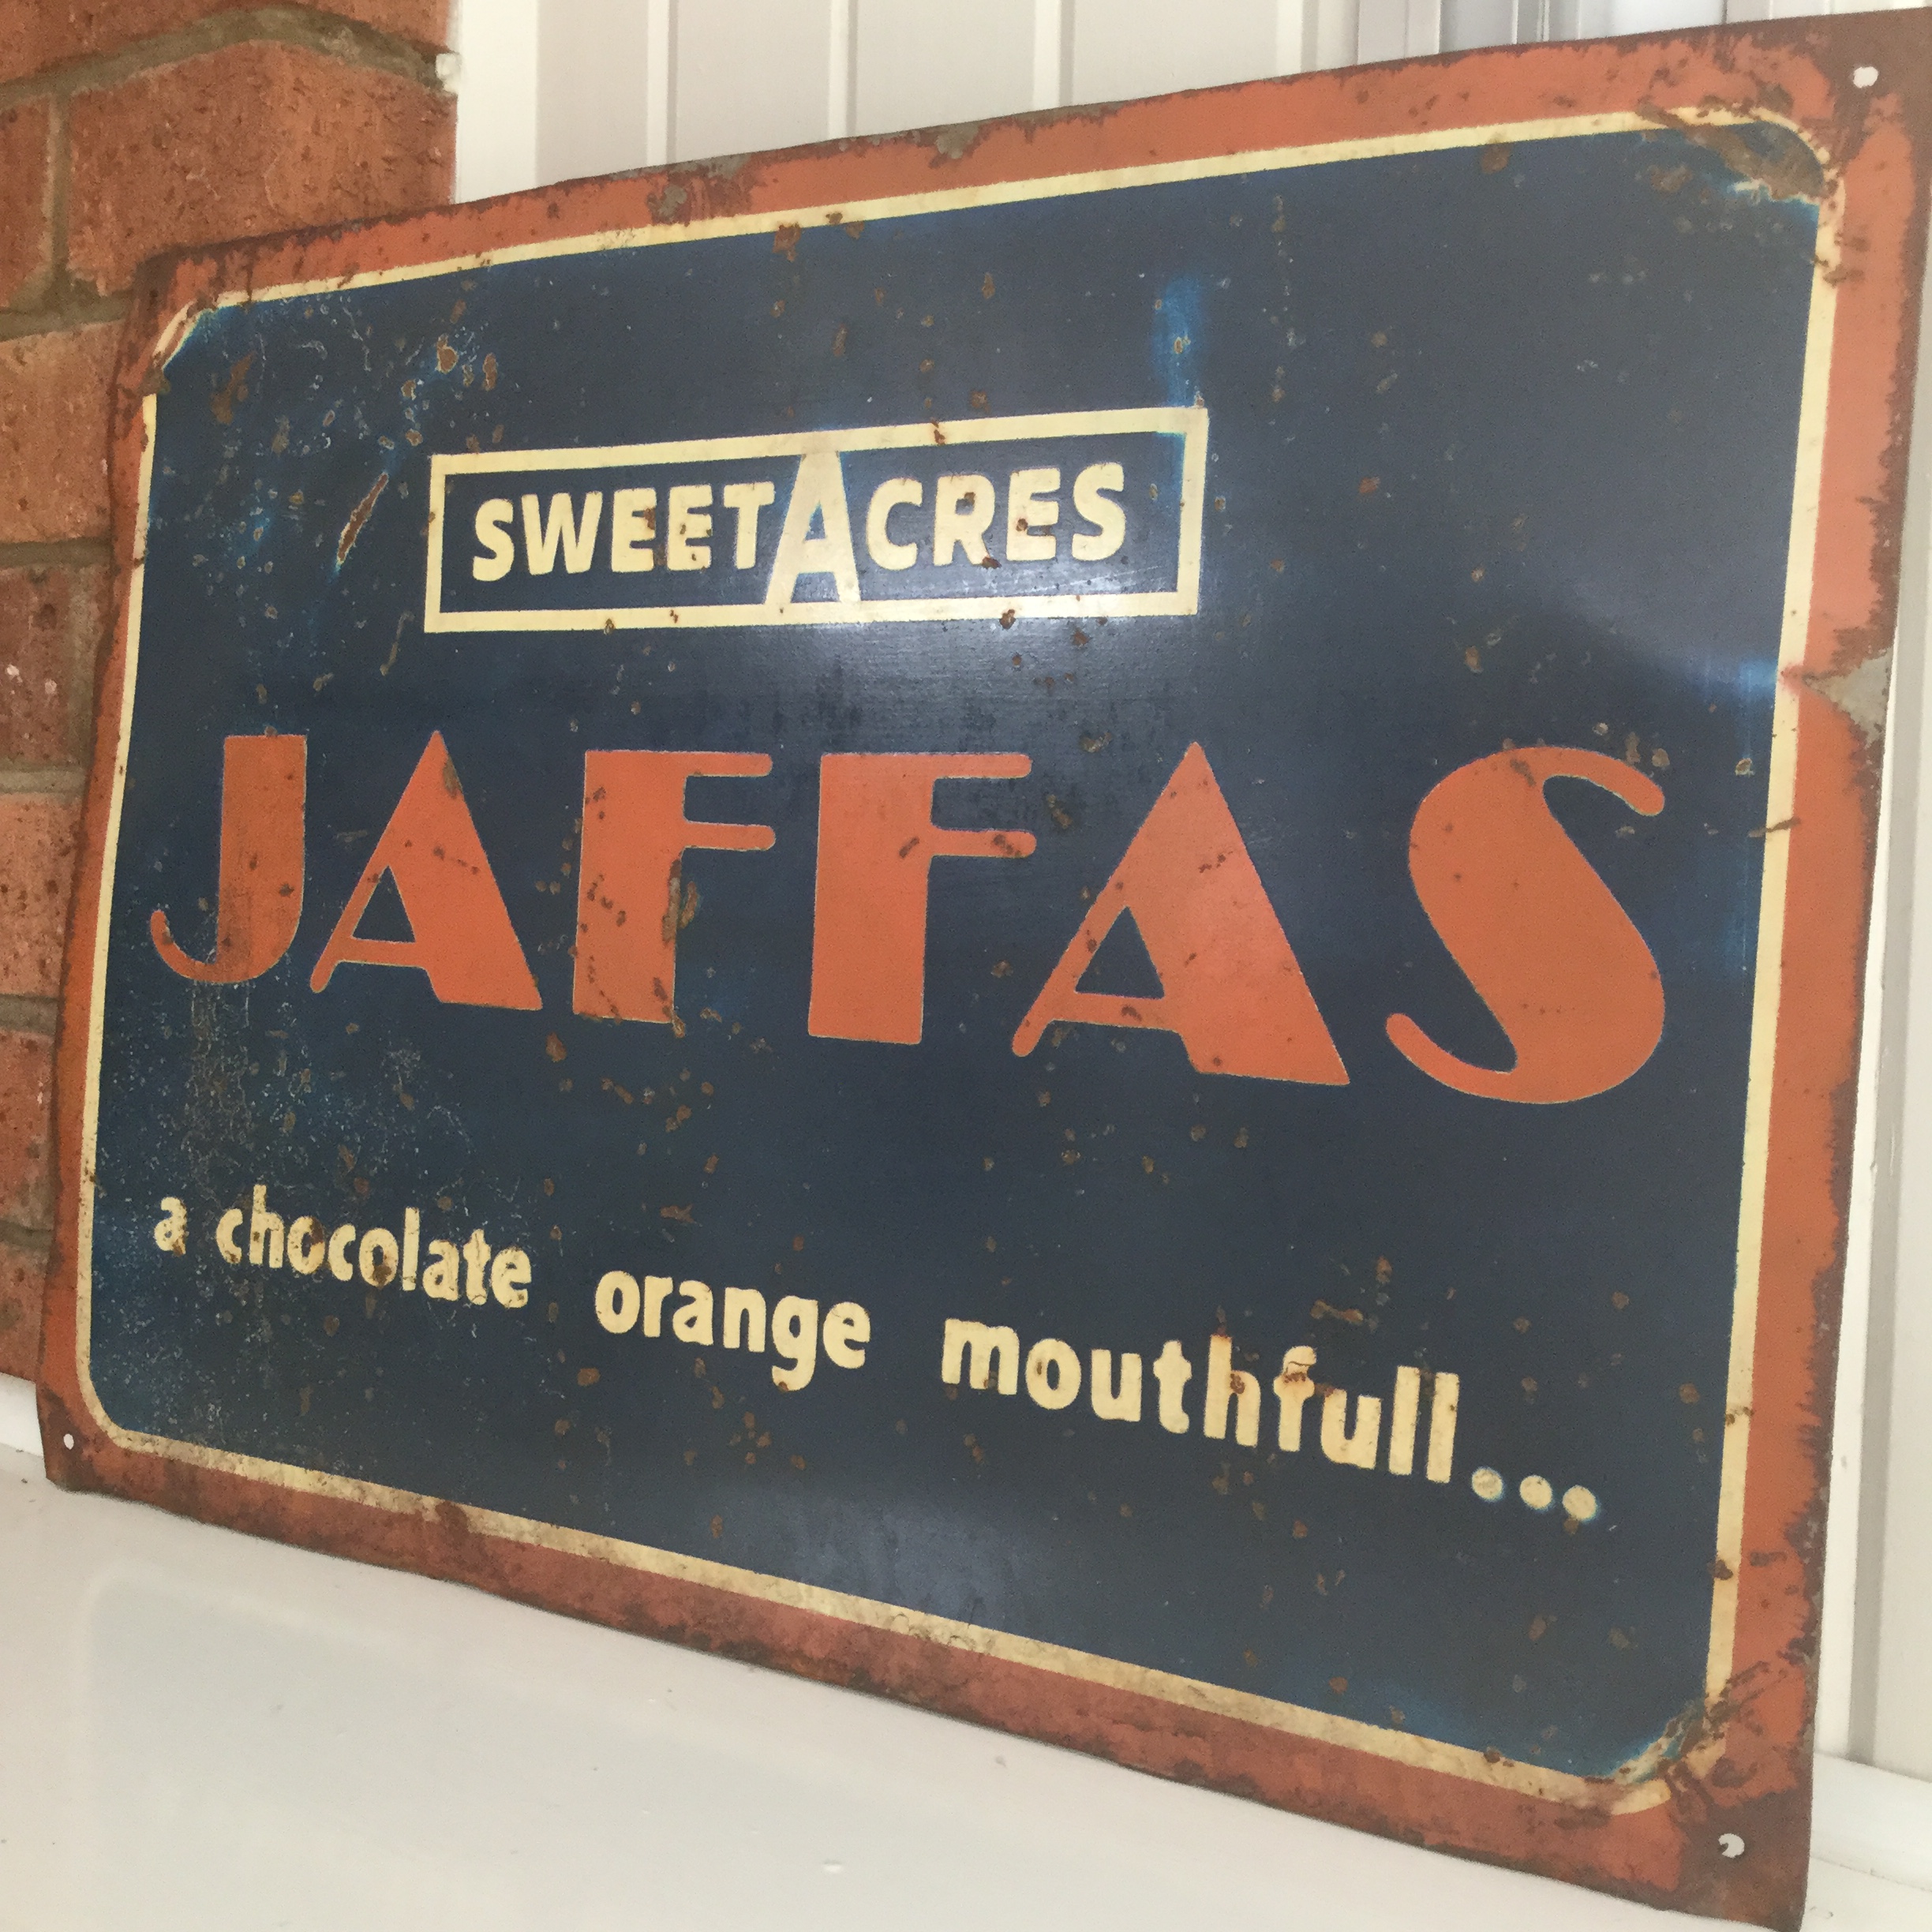 SWEETACRES
JAFFAS
a chocolate orange mouthfull...